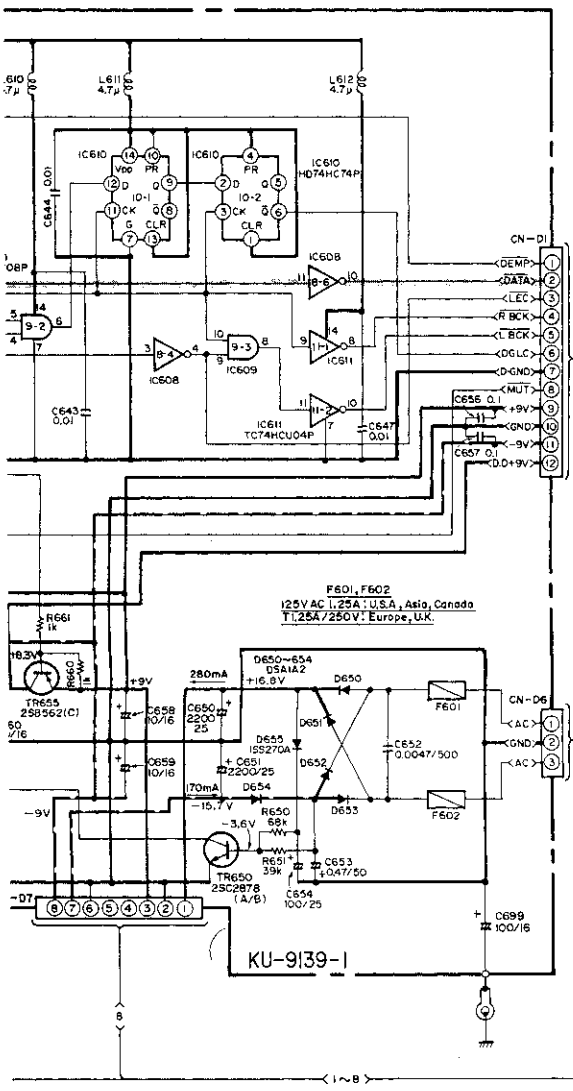 L610
4.7μ
L611
4.7μ
L612
4.7μ
IC610
IC610
IC610
HD74HC74P
14
10
4
VDD
PR
PR
12
D
Q
9
2
D
Q
5
10-1
10-2
11
CK
Q
8
3
CK
Q
6
G
CLR
CLR
7
13
1
C644
0.01
CN-D1
DEMP
1
DATA
2
LEC
3
R BCK
4
L BCK
5
DGLC
6
D·GND
7
MUT
8
+9V
9
GND
10
-9V
11
D.D+9V
12
C656 0.1
C657 0.1
IC608
11
8-6
10
08P
14
5
4
9-2
6
7
10
9-3
8
9
IC609
3
8-4
4
IC608
14
9
11-1
8
IC611
11
11-2
10
7
IC611
TC74HCU04P
C643
0.01
C647
0.01
F601, F602
125V AC 1.25A : U.S.A, Asia, Canada
T1.25A/250V : Europe, U.K.
R661
1k
+8.3V
R660
1k
TR655
2SB562(C)
60
/16
+9V
C658
10/16
C659
10/16
-9V
280mA
+16.8V
C650
2200
25
C651
2200/25
170mA
-15.7V
D650~654
DSA1A2
D650
D651
D655
1SS270A
D652
D654
D653
C652
0.0047/500
F601
F602
CN-D6
AC
1
GND
2
AC
3
-3.6V
R650
68k
R651
39k
TR650
2SC2878
(A/B)
C653
0.47/50
C654
100/25
C699
100/16
-D7
8
7
6
5
4
3
2
1
KU-9139-1
8
1~8